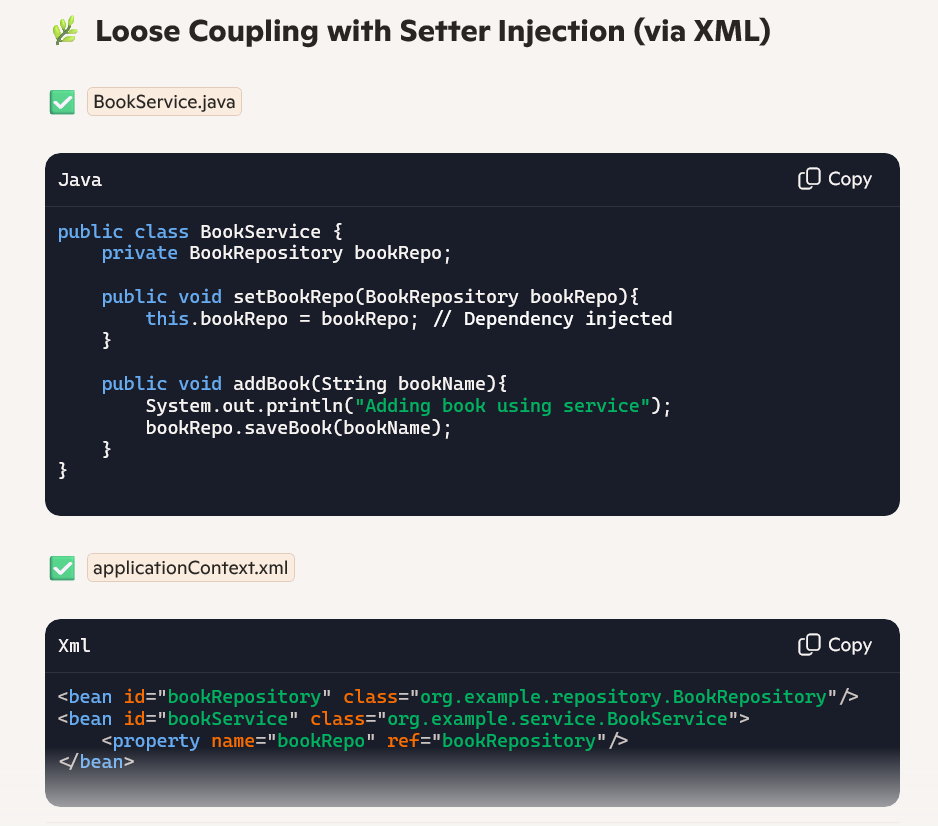 🌿 Loose Coupling with Setter Injection (via XML)
✅ BookService.java
Java
Copy
public class BookService {
    private BookRepository bookRepo;

    public void setBookRepo(BookRepository bookRepo){
        this.bookRepo = bookRepo; // Dependency injected
    }

    public void addBook(String bookName){
        System.out.println("Adding book using service");
        bookRepo.saveBook(bookName);
    }
}
✅ applicationContext.xml
Xml
Copy
<bean id="bookRepository" class="org.example.repository.BookRepository"/>
<bean id="bookService" class="org.example.service.BookService">
    <property name="bookRepo" ref="bookRepository"/>
</bean>